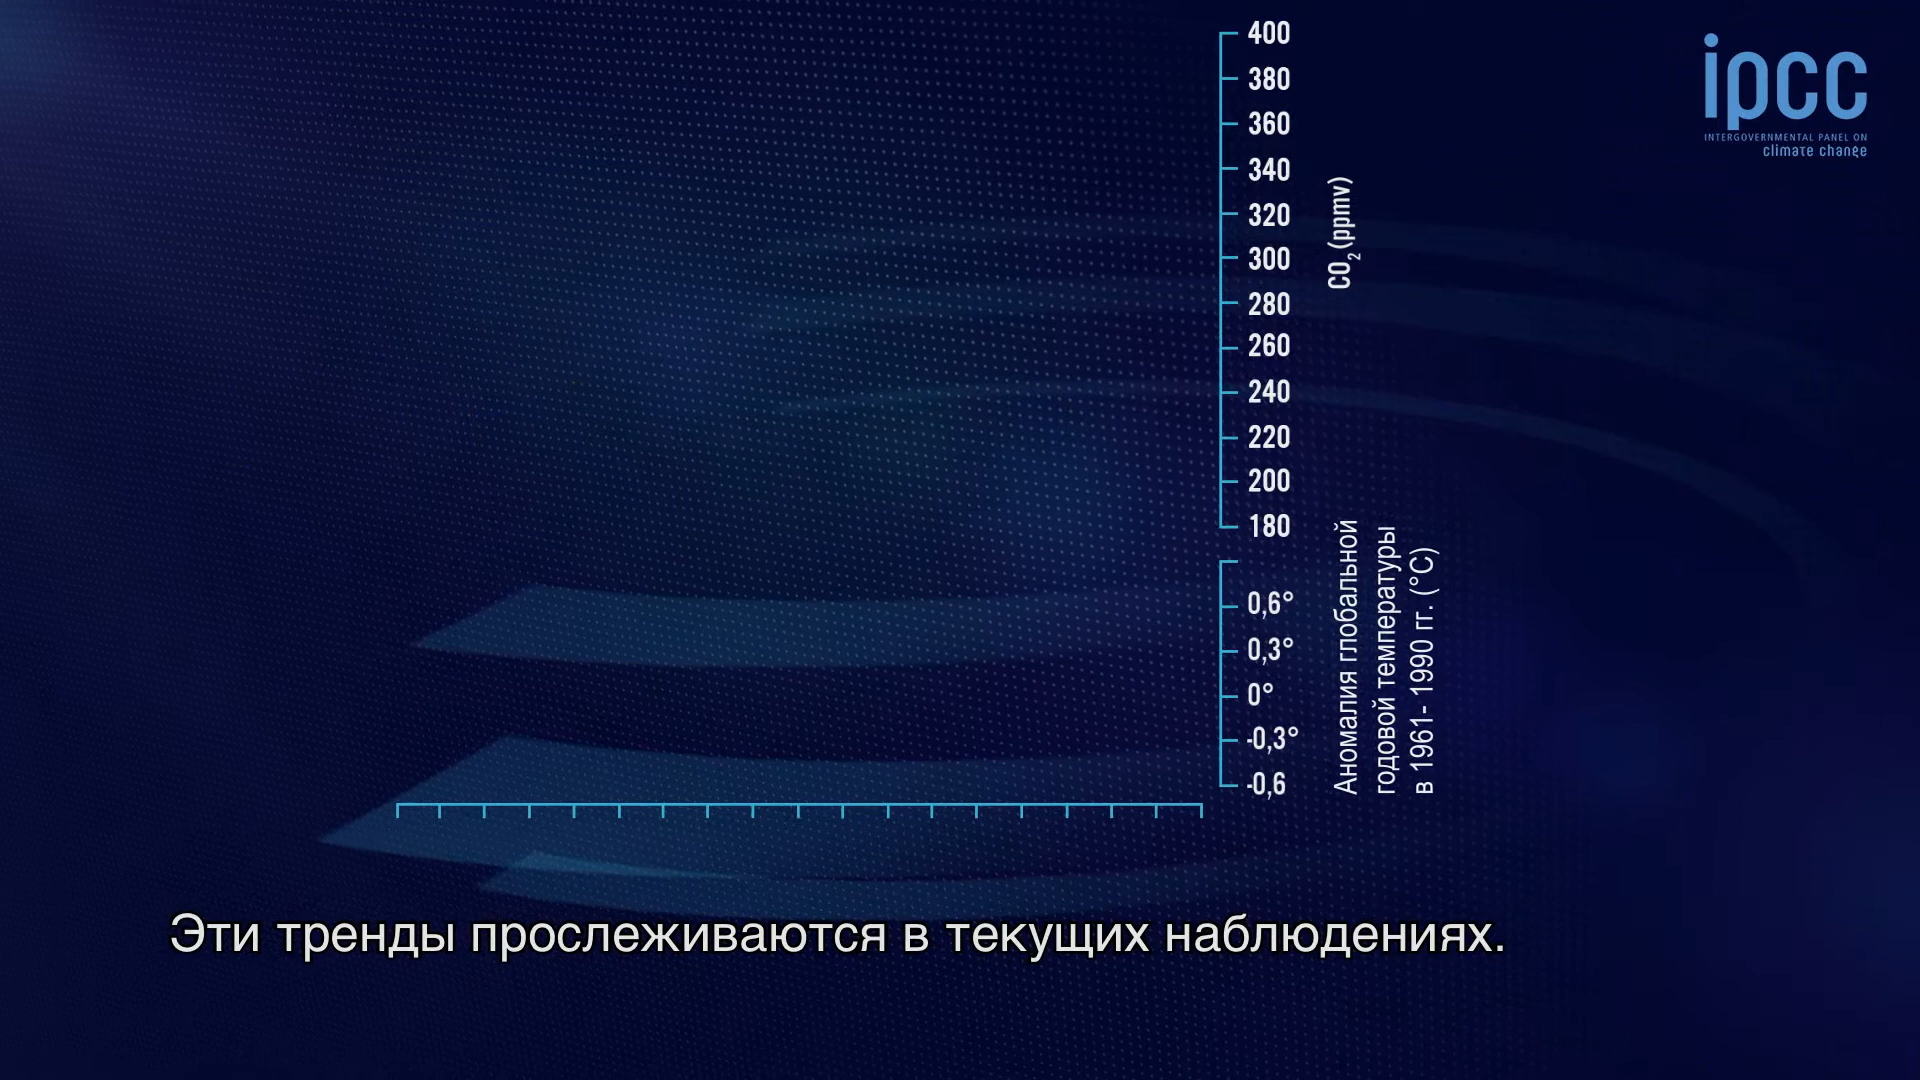 400
380
360
340
320
300
280
260
240
220
200
180
CO2 (ppmv)
ipcc
INTERGOVERNMENTAL PANEL ON
climate change
0,6°
0,3°
0°
-0,3°
-0,6
Аномалия глобальной
годовой температуры
в 1961- 1990 гг. (°C)
Эти тренды прослеживаются в текущих наблюдениях.